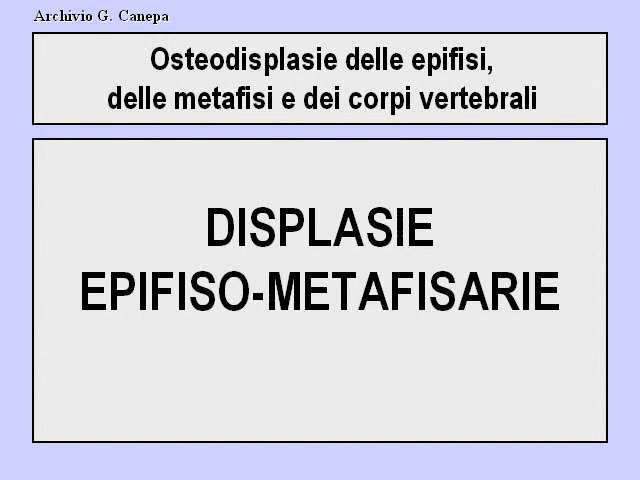 Archivio G. Canepa
Osteodisplasie delle epifisi,
delle metafisi e dei corpi vertebrali
DISPLASIE
EPIFISO-METAFISARIE